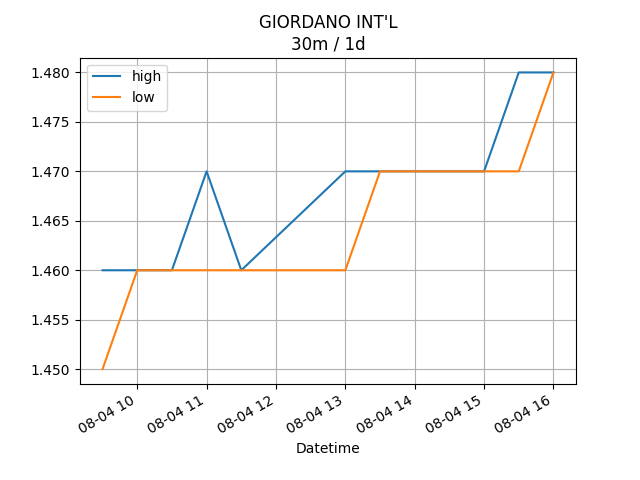 GIORDANO INT'L
30m / 1d
high
low
1.480
1.475
1.470
1.465
1.460
1.455
1.450
08-04 10
08-04 11
08-04 12
08-04 13
08-04 14
08-04 15
08-04 16
Datetime